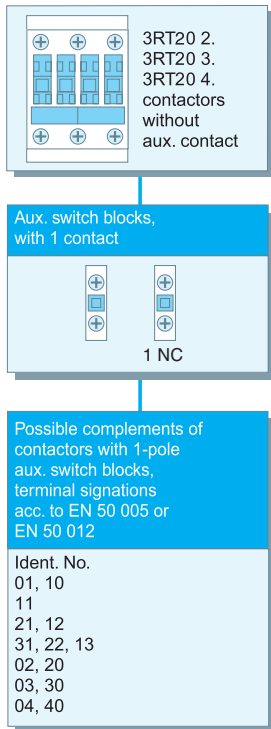 3RT20 2.
3RT20 3.
3RT20 4.
contactors
without
aux. contact
Aux. switch blocks,
with 1 contact
1 NC
Possible complements of
contactors with 1-pole
aux. switch blocks,
terminal signations
acc. to EN 50 005 or
EN 50 012
Ident. No.
01, 10
11
21, 12
31, 22, 13
02, 20
03, 30
04, 40